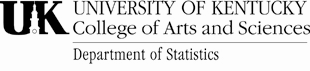 UK UNIVERSITY OF KENTUCKY
College of Arts and Sciences
Department of Statistics